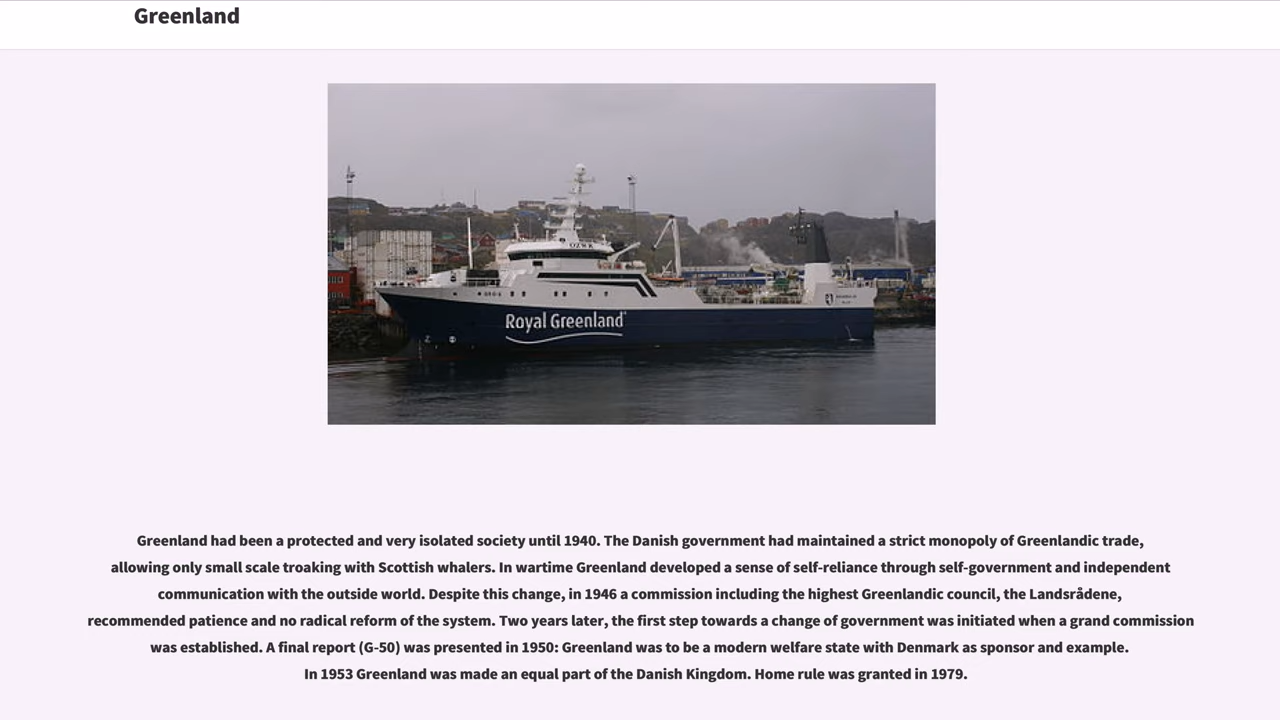 Greenland
OZWA
Royal Greenland
Greenland had been a protected and very isolated society until 1940. The Danish government had maintained a strict monopoly of Greenlandic trade,
allowing only small scale troaking with Scottish whalers. In wartime Greenland developed a sense of self-reliance through self-government and independent
communication with the outside world. Despite this change, in 1946 a commission including the highest Greenlandic council, the Landsrådene,
recommended patience and no radical reform of the system. Two years later, the first step towards a change of government was initiated when a grand commission
was established. A final report (G-50) was presented in 1950: Greenland was to be a modern welfare state with Denmark as sponsor and example.
In 1953 Greenland was made an equal part of the Danish Kingdom. Home rule was granted in 1979.